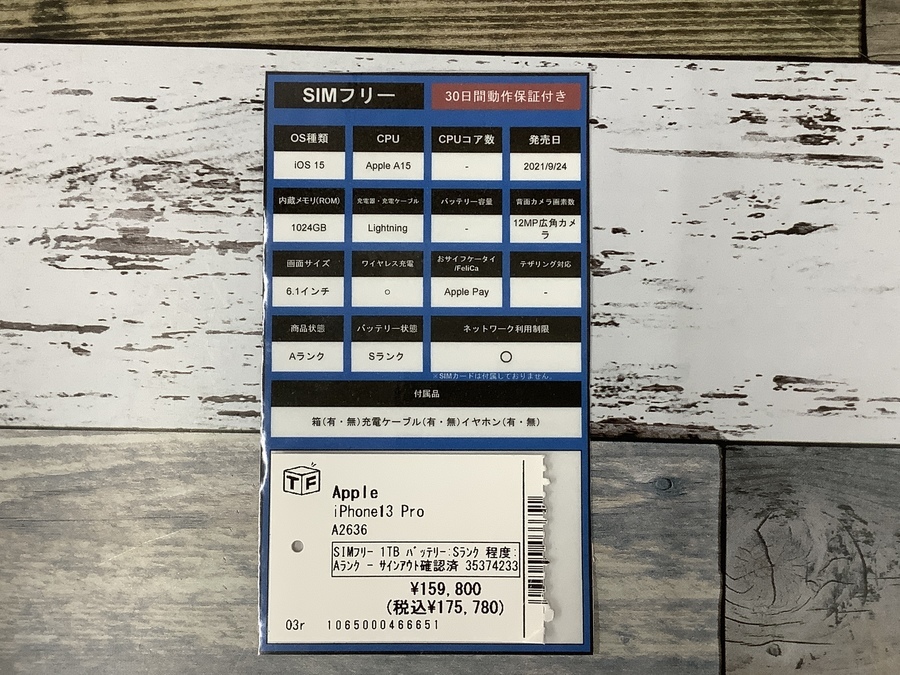 SIMフリー 30日間動作保証付き
OS種類 CPU CPUコア数 発売日
iOS 15 Apple A15 - 2021/9/24
内蔵メモリ(ROM) 充電器・充電ケーブル バッテリー容量 背面カメラ画素数
1024GB Lightning - 12MP広角カメ
ラ
画面サイズ ワイヤレス充電 おサイフケータイ テザリング対応
/FeliCa
6.1インチ ○ Apple Pay -
商品状態 バッテリー状態 ネットワーク利用制限
Aランク Sランク ○
※SIMカードは付属しておりません。
付属品
箱(有・無)充電ケーブル(有・無)イヤホン(有・無)
TF
Apple
iPhone13 Pro
A2636
SIMフリー 1TB バッテリー:Sランク 程度:
Aランク - サインアウト確認済 35374233
¥159,800
(税込¥175,780)
03r 1065000466651